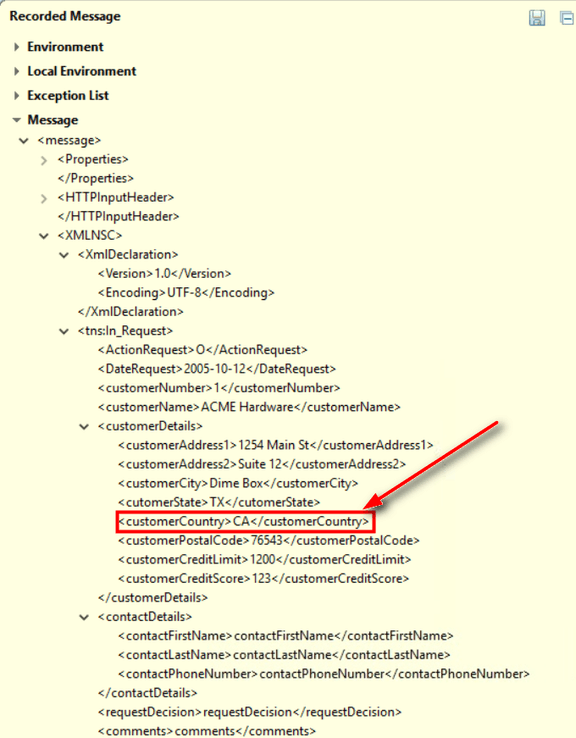 Recorded Message
Environment
Local Environment
Exception List
Message
<message>
<Properties>
</Properties>
<HTTPInputHeader>
</HTTPInputHeader>
<XMLNSC>
<XmlDeclaration>
<Version>1.0</Version>
<Encoding>UTF-8</Encoding>
</XmlDeclaration>
<tns:In_Request>
<ActionRequest>O</ActionRequest>
<DateRequest>2005-10-12</DateRequest>
<customerNumber>1</customerNumber>
<customerName>ACME Hardware</customerName>
<customerDetails>
<customerAddress1>1254 Main St</customerAddress1>
<customerAddress2>Suite 12</customerAddress2>
<customerCity>Dime Box</customerCity>
<cutomerState>TX</cutomerState>
<customerCountry>CA</customerCountry>
<customerPostalCode>76543</customerPostalCode>
<customerCreditLimit>1200</customerCreditLimit>
<customerCreditScore>123</customerCreditScore>
</customerDetails>
<contactDetails>
<contactFirstName>contactFirstName</contactFirstName>
<contactLastName>contactLastName</contactLastName>
<contactPhoneNumber>contactPhoneNumber</contactPhoneNumber>
</contactDetails>
<requestDecision>requestDecision</requestDecision>
<comments>comments</comments>